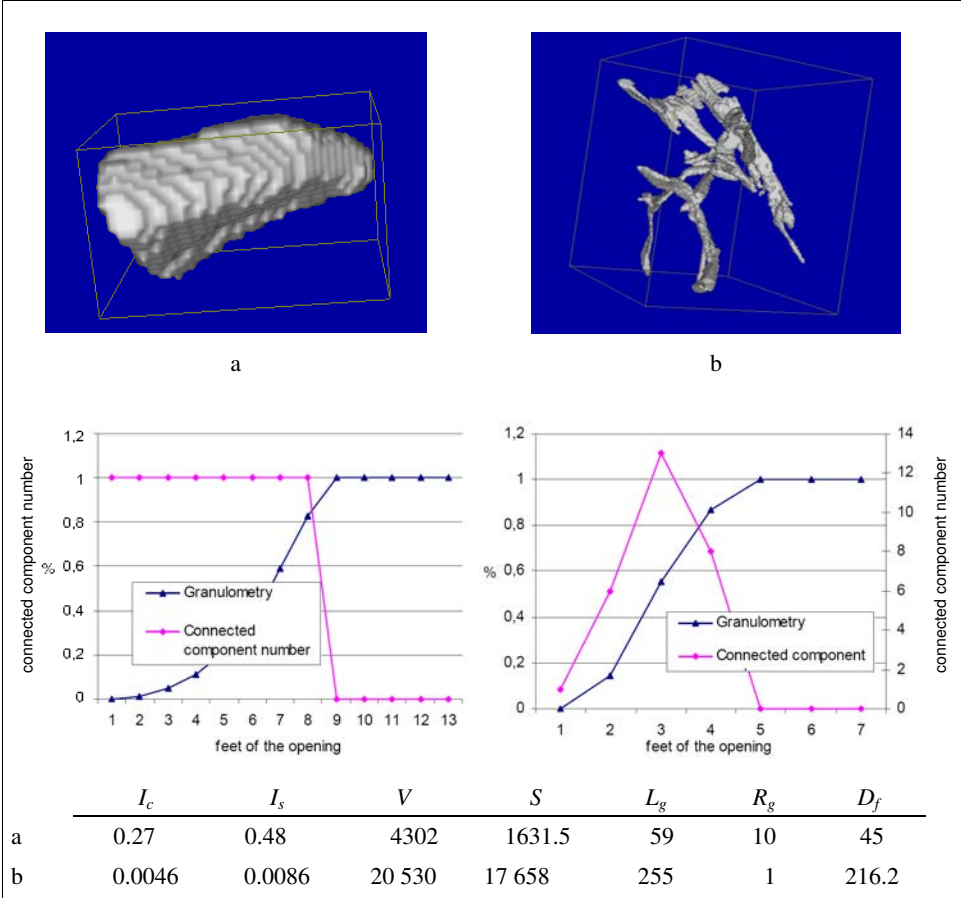 a
b
connected component number
%
1,2
1
0,8
0,6
0,4
0,2
0
Granulometry
Connected
component number
1 2 3 4 5 6 7 8 9 10 11 12 13
feet of the opening
%
1,2
1
0,8
0,6
0,4
0,2
0
Granulometry
Connected component
14
12
10
8
6
4
2
0
connected component number
1 2 3 4 5 6 7
feet of the opening
I_c I_s V S L_g R_g D_f
a 0.27 0.48 4302 1631.5 59 10 45
b 0.0046 0.0086 20 530 17 658 255 1 216.2